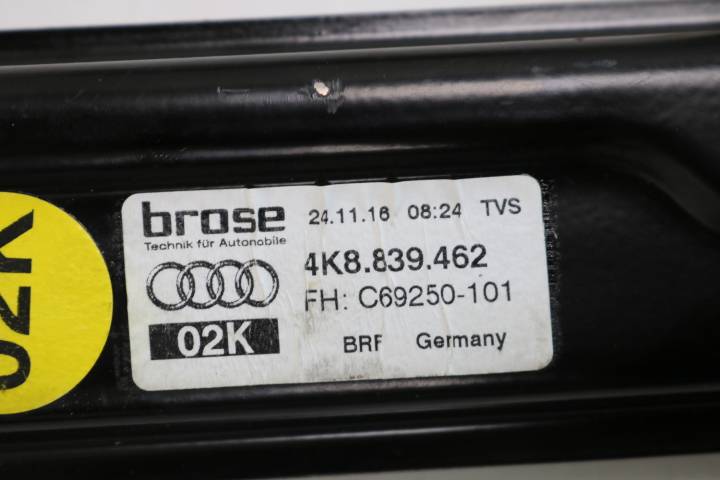 brose
Technik für Automobile
24.11.16 08:24 TVS
4K8.839.462
FH: C69250-101
02K
BRF Germany
02K